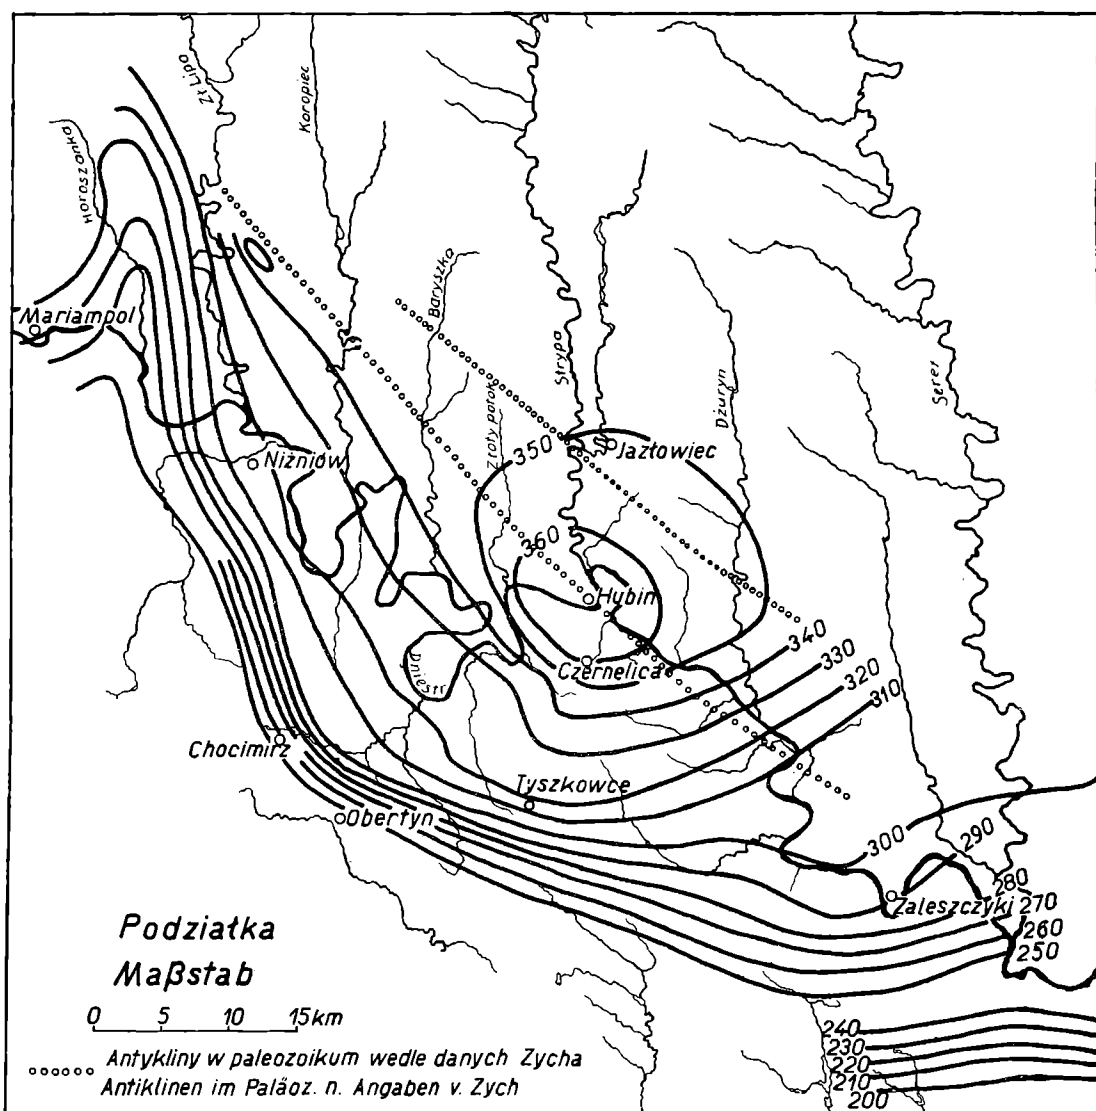 Zł Lipo
Koropiec
Horoszanka
Mariampol
Baryszka
Strypa
Seret
Dżuryn
Złoty potok
350
Jazłowiec
Niżniów
360
Hubin
Czernelica
340
330
320
310
Dniestr
Chocimirz
Tyszkowce
Obertyn
300
290
280
Zaleszczyki
270
260
250
Podziałka
Maßstab
0 5 10 15km
240
230
220
210
200
Antykliny w paleozoikum wedle danych Zycha
Antiklinen im Paläoz. n. Angaben v. Zych